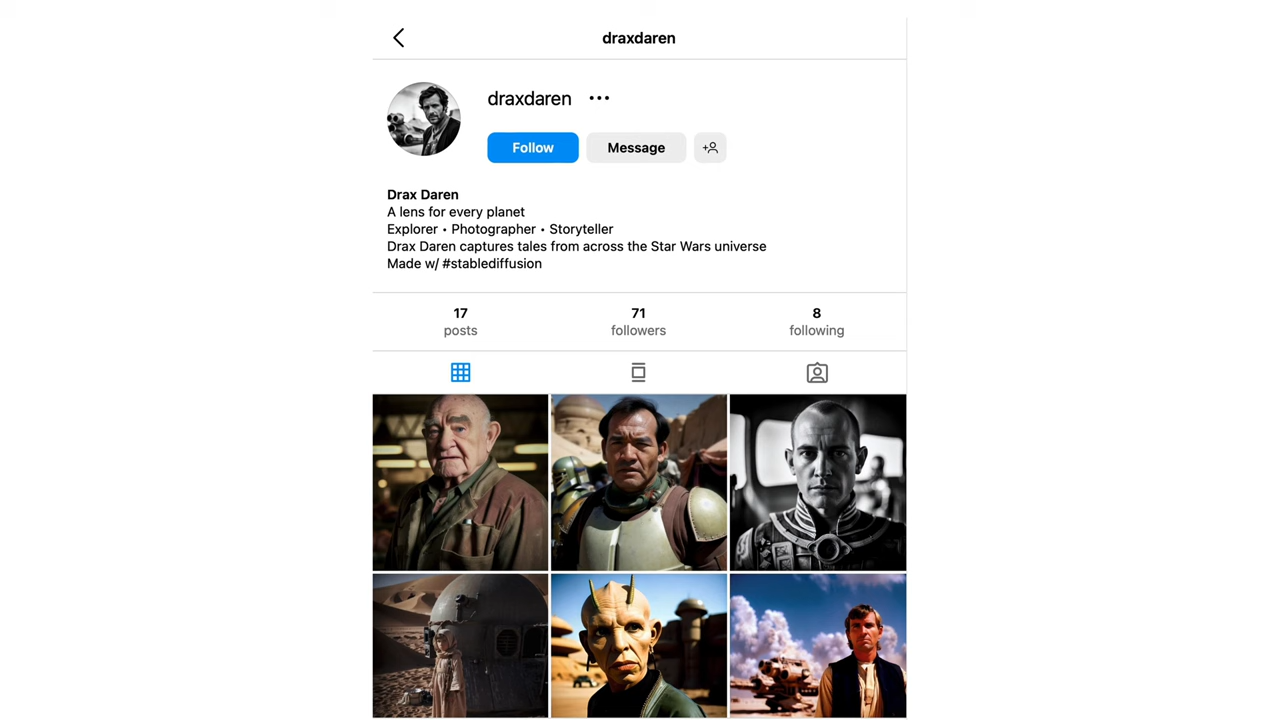 draxdaren
draxdaren
Follow Message
Drax Daren
A lens for every planet
Explorer • Photographer • Storyteller
Drax Daren captures tales from across the Star Wars universe
Made w/ #stablediffusion
17 71 8
posts followers following